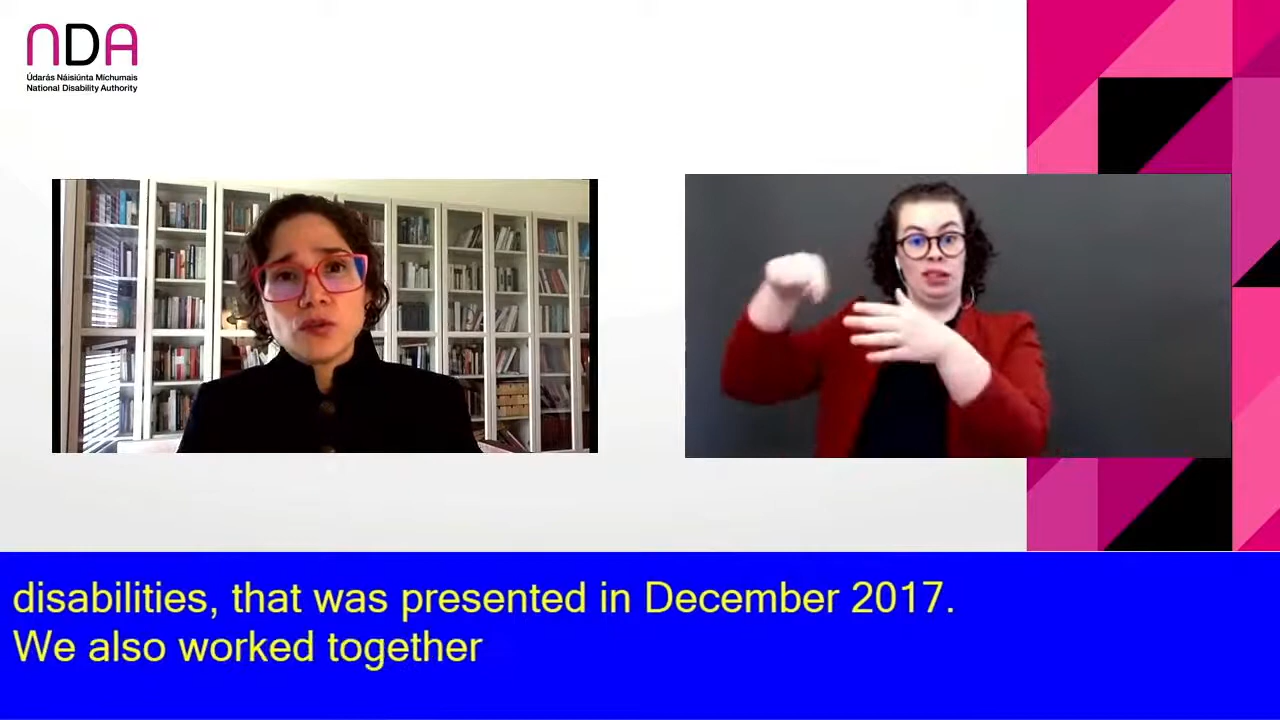 NDA
Údarás Náisiúnta Míchumais
National Disability Authority
disabilities, that was presented in December 2017.
We also worked together